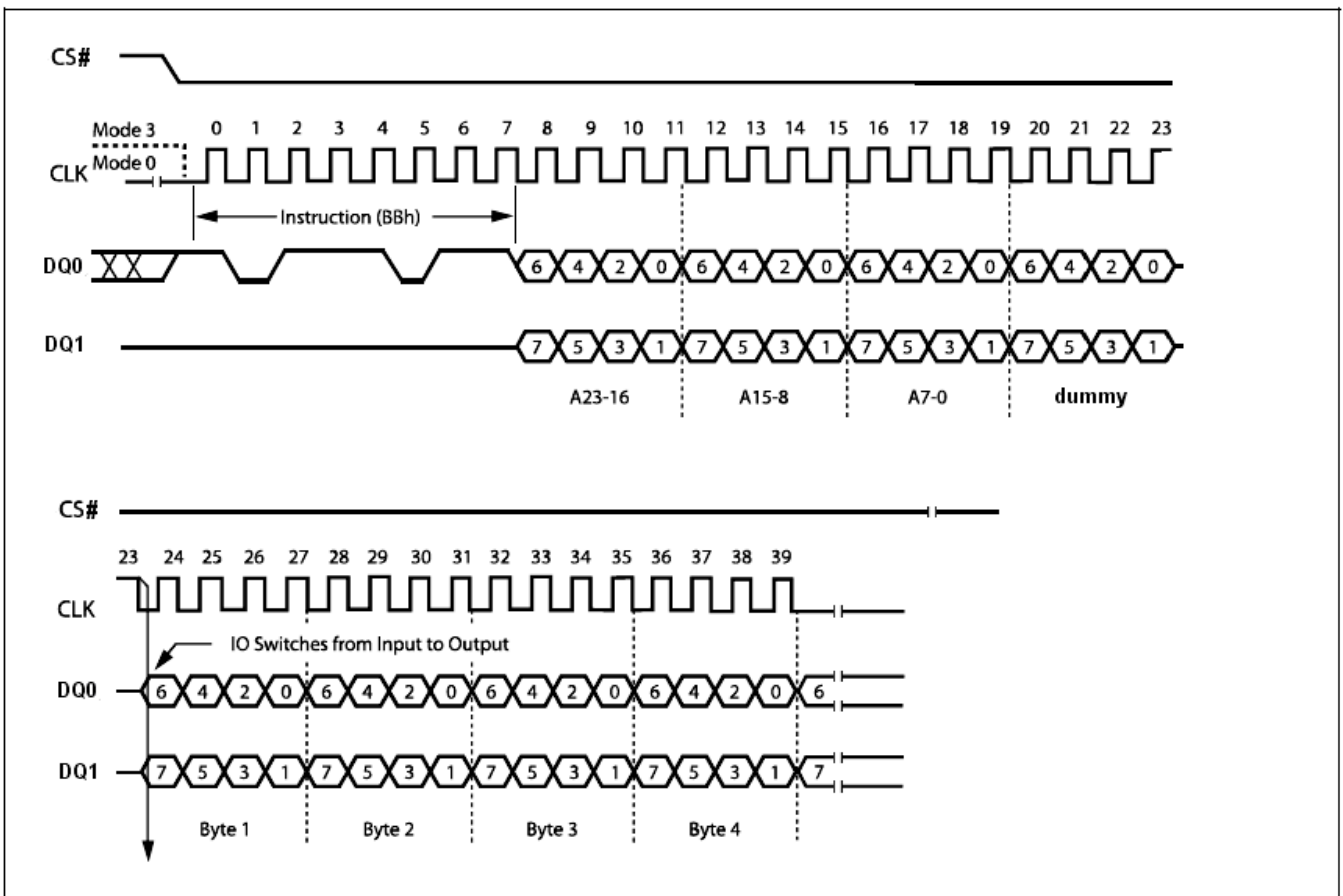 CS#
Mode 3
0 1 2 3 4 5 6 7 8 9 10 11 12 13 14 15 16 17 18 19 20 21 22 23
Mode 0
CLK
Instruction (BBh)
DQ0 6 4 2 0 6 4 2 0 6 4 2 0 6 4 2 0
DQ1 7 5 3 1 7 5 3 1 7 5 3 1 7 5 3 1
A23-16 A15-8 A7-0 dummy
CS#
23 24 25 26 27 28 29 30 31 32 33 34 35 36 37 38 39
CLK
IO Switches from Input to Output
DQ0 6 4 2 0 6 4 2 0 6 4 2 0 6 4 2 0 6
DQ1 7 5 3 1 7 5 3 1 7 5 3 1 7 5 3 1 7
Byte 1 Byte 2 Byte 3 Byte 4